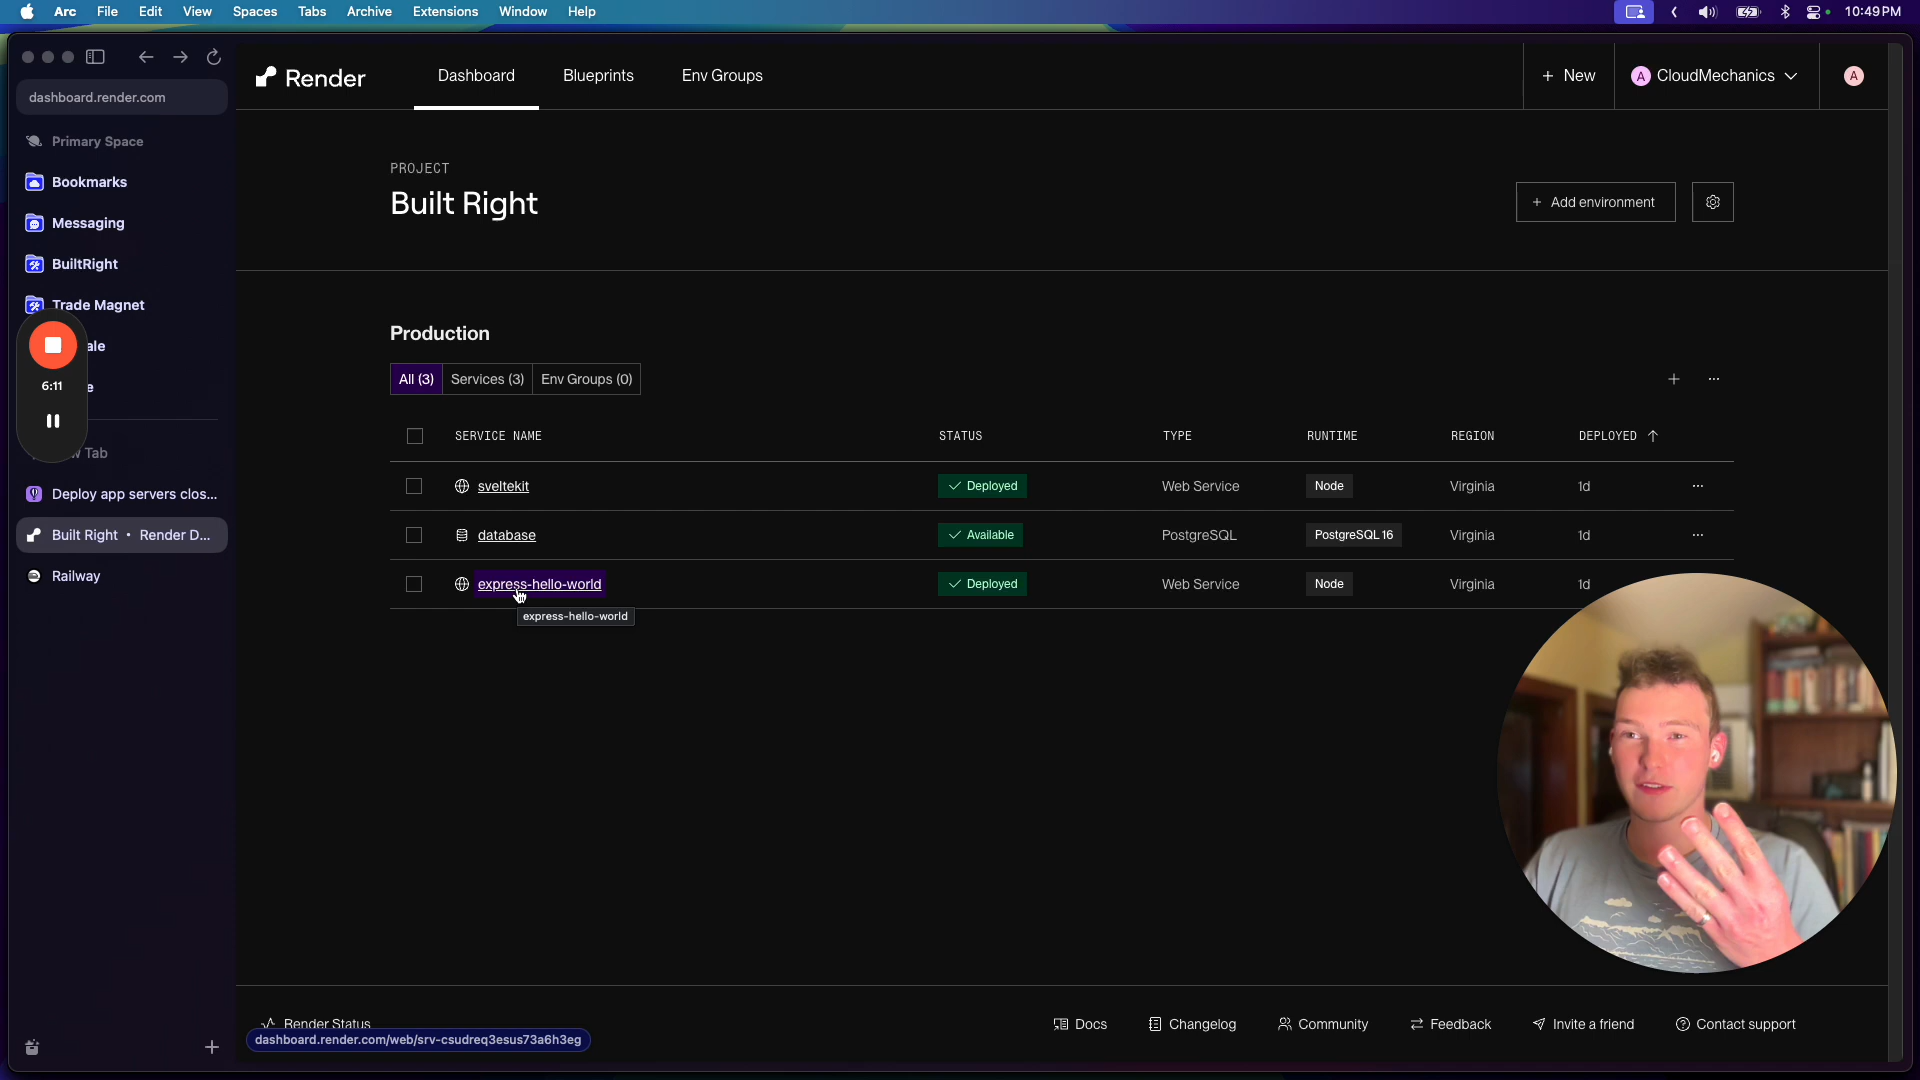 Arc File Edit View Spaces Tabs Archive Extensions Window Help 10:49 PM
dashboard.render.com
Primary Space
Bookmarks
Messaging
BuiltRight
Trade Magnet
ale
6:11
e
Tab
Deploy app servers clos...
Built Right • Render D...
Railway
Render
Dashboard Blueprints Env Groups
+ New
A CloudMechanics
A
PROJECT
Built Right
+ Add environment
Production
All (3) Services (3) Env Groups (0)
+ ...
SERVICE NAME STATUS TYPE RUNTIME REGION DEPLOYED
sveltekit Deployed Web Service Node Virginia 1d ...
database Available PostgreSQL PostgreSQL 16 Virginia 1d ...
express-hello-world Deployed Web Service Node Virginia 1d
express-hello-world
Render Status
Docs Changelog Community Feedback Invite a friend Contact support
dashboard.render.com/web/srv-csudreq3esus73a6h3eg